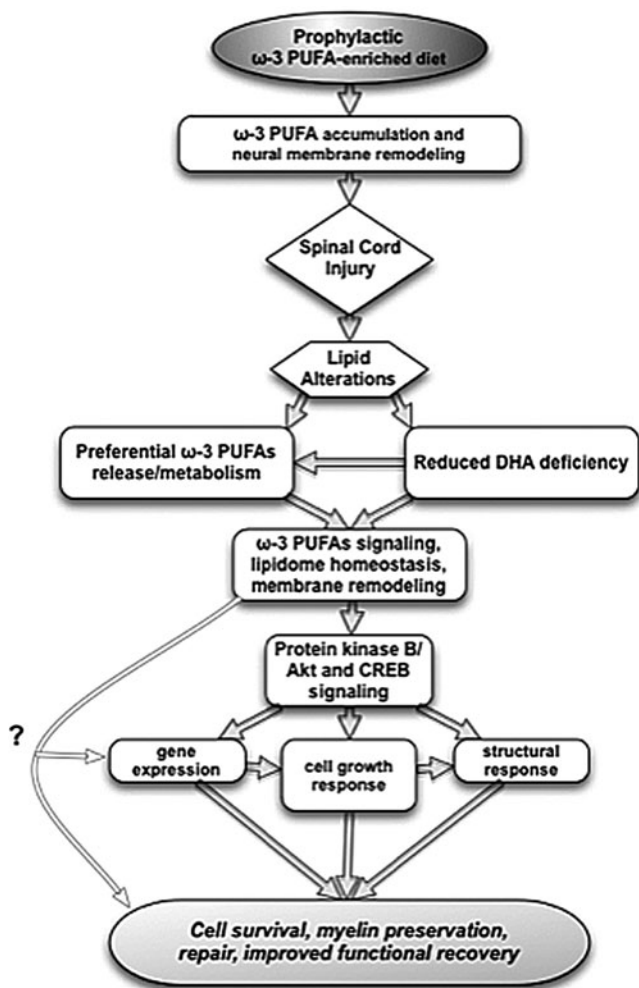 Prophylactic
ω-3 PUFA-enriched diet
ω-3 PUFA accumulation and
neural membrane remodeling
Spinal Cord
Injury
Lipid
Alterations
Preferential ω-3 PUFAs
release/metabolism
Reduced DHA deficiency
ω-3 PUFAs signaling,
lipidome homeostasis,
membrane remodeling
Protein kinase B/
Akt and CREB
signaling
?
gene
expression
cell growth
response
structural
response
Cell survival, myelin preservation,
repair, improved functional recovery